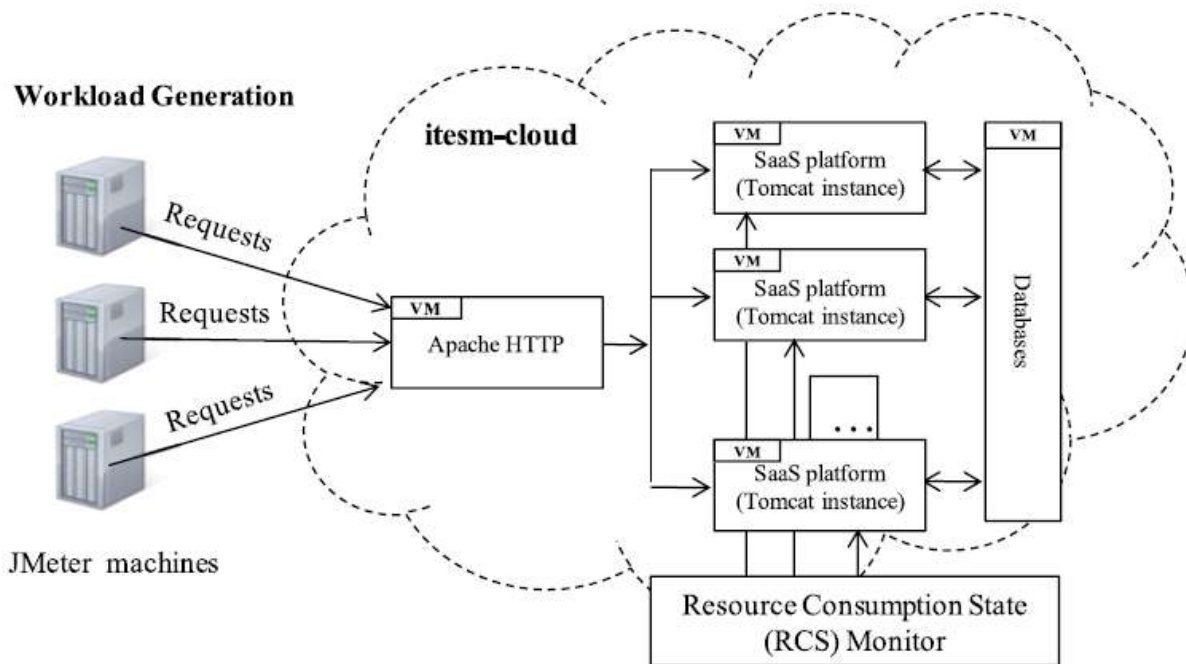 Workload Generation
itesm-cloud
Requests
Requests
Requests
JMeter machines
VM
Apache HTTP
VM
SaaS platform
(Tomcat instance)
VM
SaaS platform
(Tomcat instance)
...
VM
SaaS platform
(Tomcat instance)
VM
Databases
Resource Consumption State
(RCS) Monitor